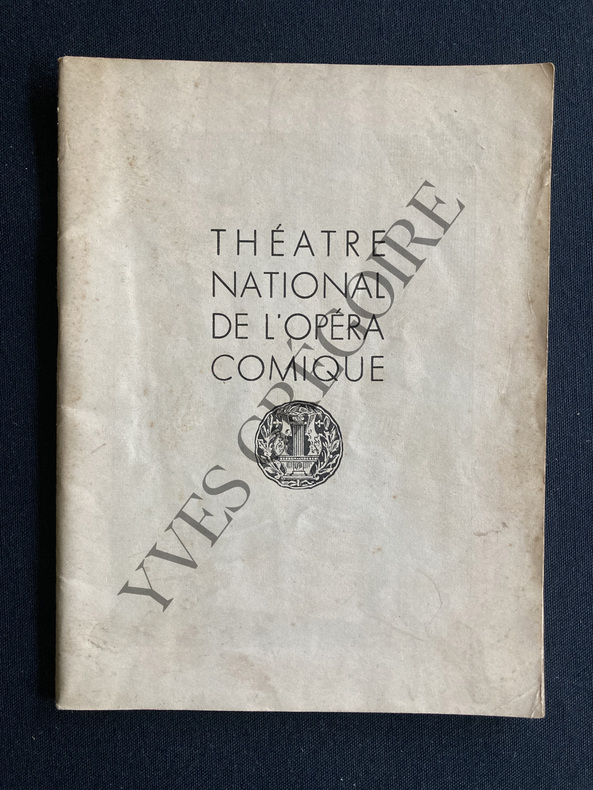 THÉATRE
NATIONAL
DE L'OPÉRA
COMIQUE
YVES GRÉGOIRE